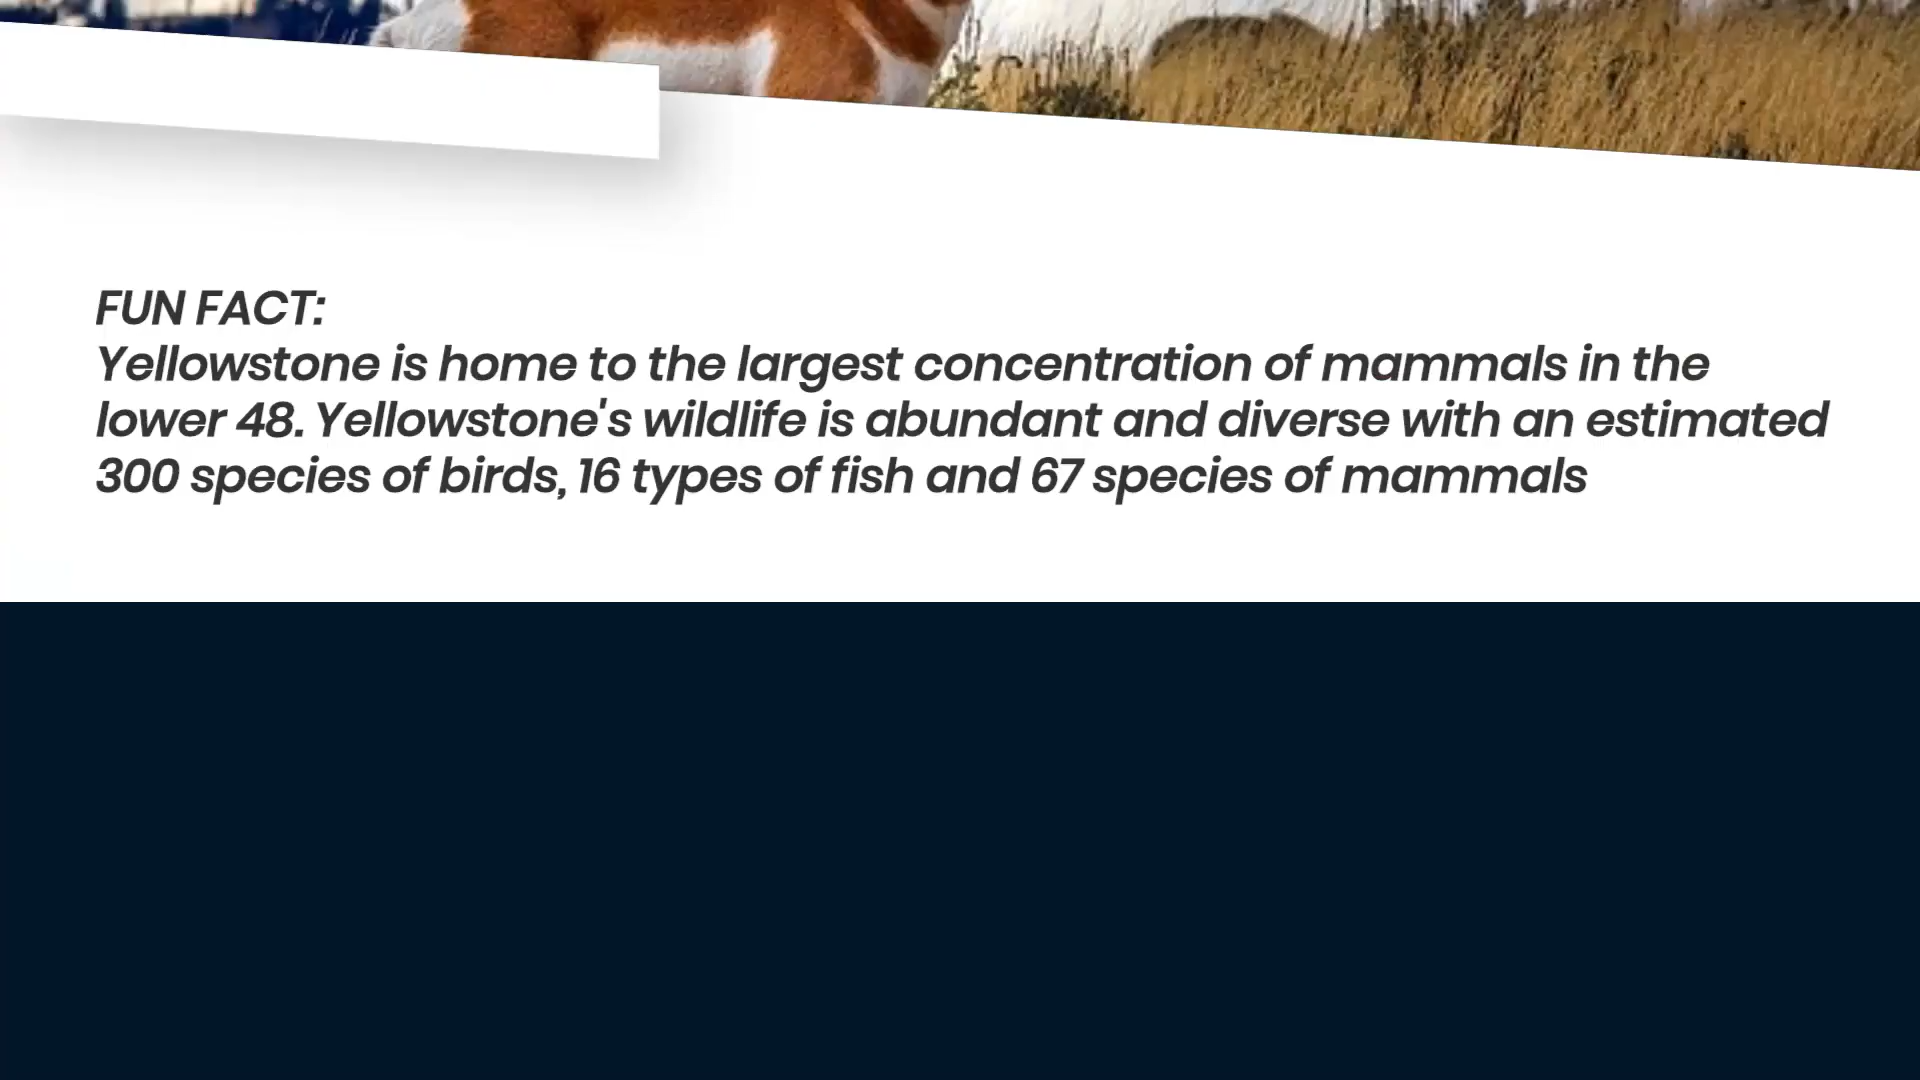 FUN FACT:
Yellowstone is home to the largest concentration of mammals in the
lower 48. Yellowstone's wildlife is abundant and diverse with an estimated
300 species of birds, 16 types of fish and 67 species of mammals